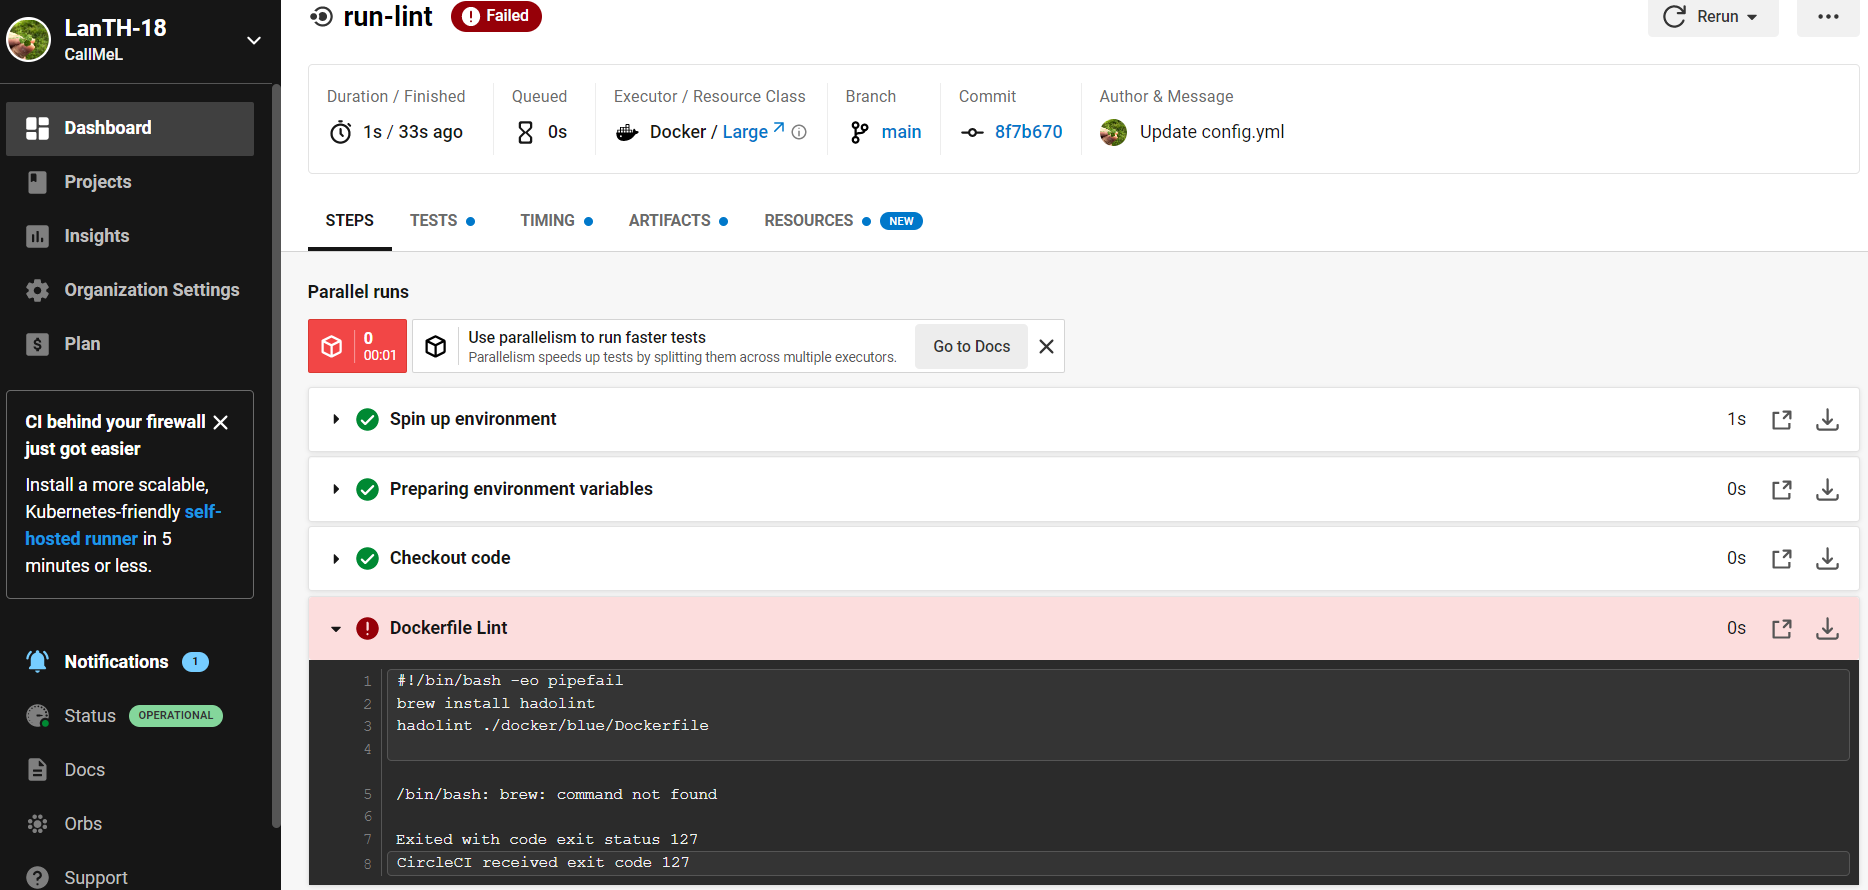 LanTH-18
CallMeL
Dashboard
Projects
Insights
Organization Settings
Plan
CI behind your firewall
just got easier
Install a more scalable,
Kubernetes-friendly self-
hosted runner in 5
minutes or less.
Notifications 1
Status OPERATIONAL
Docs
Orbs
Support
run-lint Failed
Rerun
Duration / Finished
1s / 33s ago
Queued
0s
Executor / Resource Class
Docker / Large
Branch
main
Commit
8f7b670
Author & Message
Update config.yml
STEPS TESTS TIMING ARTIFACTS RESOURCES NEW
Parallel runs
0
00:01
Use parallelism to run faster tests
Parallelism speeds up tests by splitting them across multiple executors.
Go to Docs
Spin up environment 1s
Preparing environment variables 0s
Checkout code 0s
Dockerfile Lint 0s
1 #!/bin/bash -eo pipefail
2 brew install hadolint
3 hadolint ./docker/blue/Dockerfile
4
5 /bin/bash: brew: command not found
6
7 Exited with code exit status 127
8 CircleCI received exit code 127